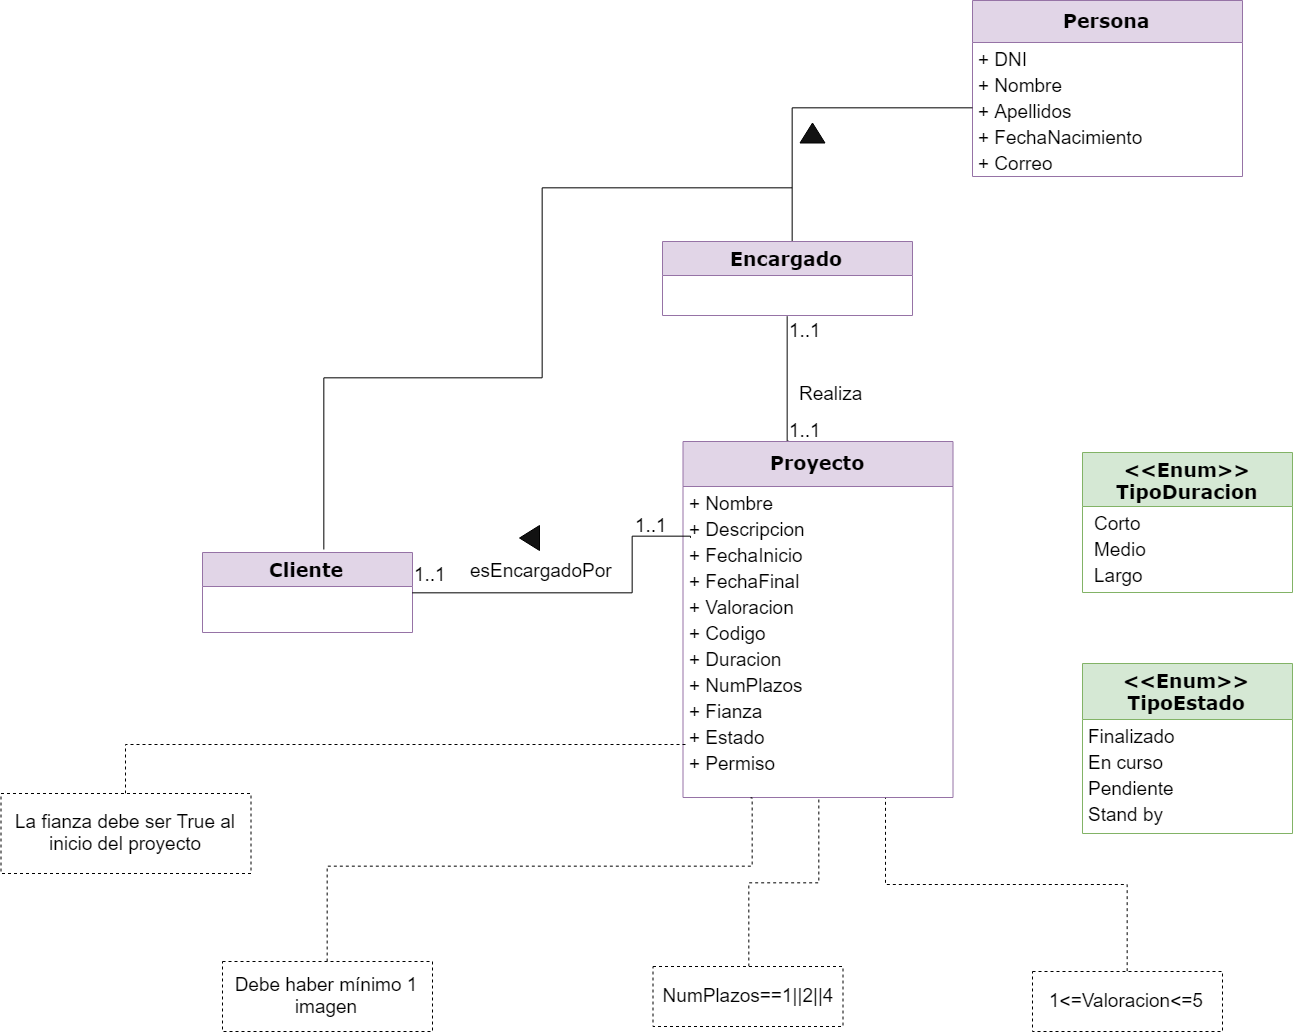 Persona
+ DNI
+ Nombre
+ Apellidos
+ FechaNacimiento
+ Correo
Encargado
1..1
Realiza
1..1
Proyecto
+ Nombre
+ Descripcion
+ FechaInicio
+ FechaFinal
+ Valoracion
+ Codigo
+ Duracion
+ NumPlazos
+ Fianza
+ Estado
+ Permiso
1..1
esEncargadoPor
1..1
Cliente
<<Enum>>
TipoDuracion
Corto
Medio
Largo
<<Enum>>
TipoEstado
Finalizado
En curso
Pendiente
Stand by
La fianza debe ser True al
inicio del proyecto
Debe haber mínimo 1
imagen
NumPlazos==1||2||4
1<=Valoracion<=5